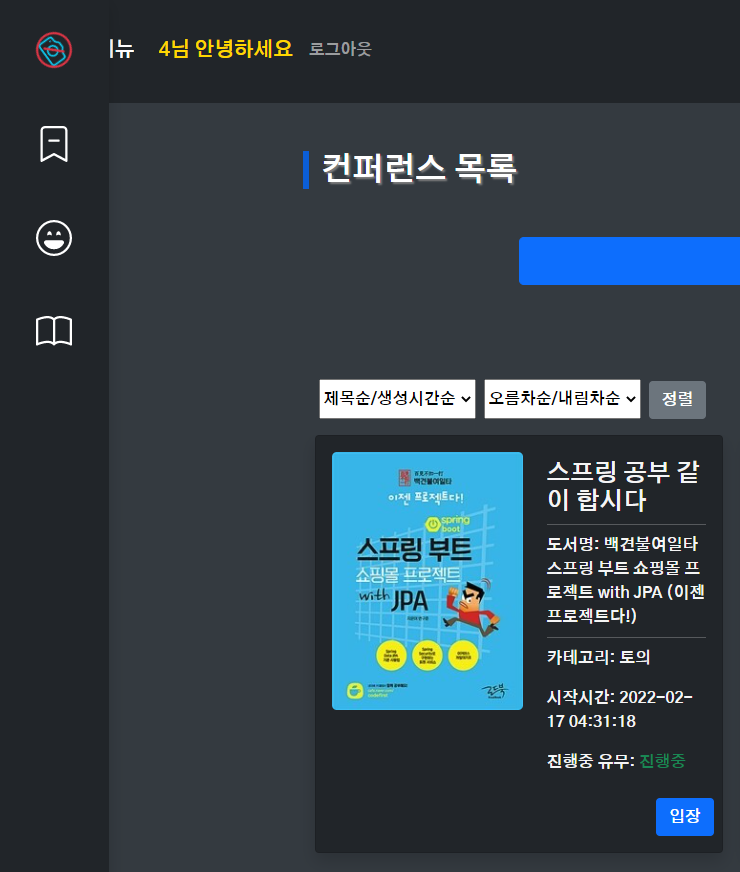 뉴 4님 안녕하세요 로그아웃
컨퍼런스 목록
제목순/생성시간순 오름차순/내림차순 정렬
백견불여일타
이젠 프로젝트다!
spring
boot
스프링 부트
쇼핑몰 프로젝트
with JPA
스프링 공부 같
이 합시다
도서명: 백견불여일타
스프링 부트 쇼핑몰 프
로젝트 with JPA (이젠
프로젝트다!)
카테고리: 토의
시작시간: 2022-02-
17 04:31:18
진행중 유무: 진행중
입장